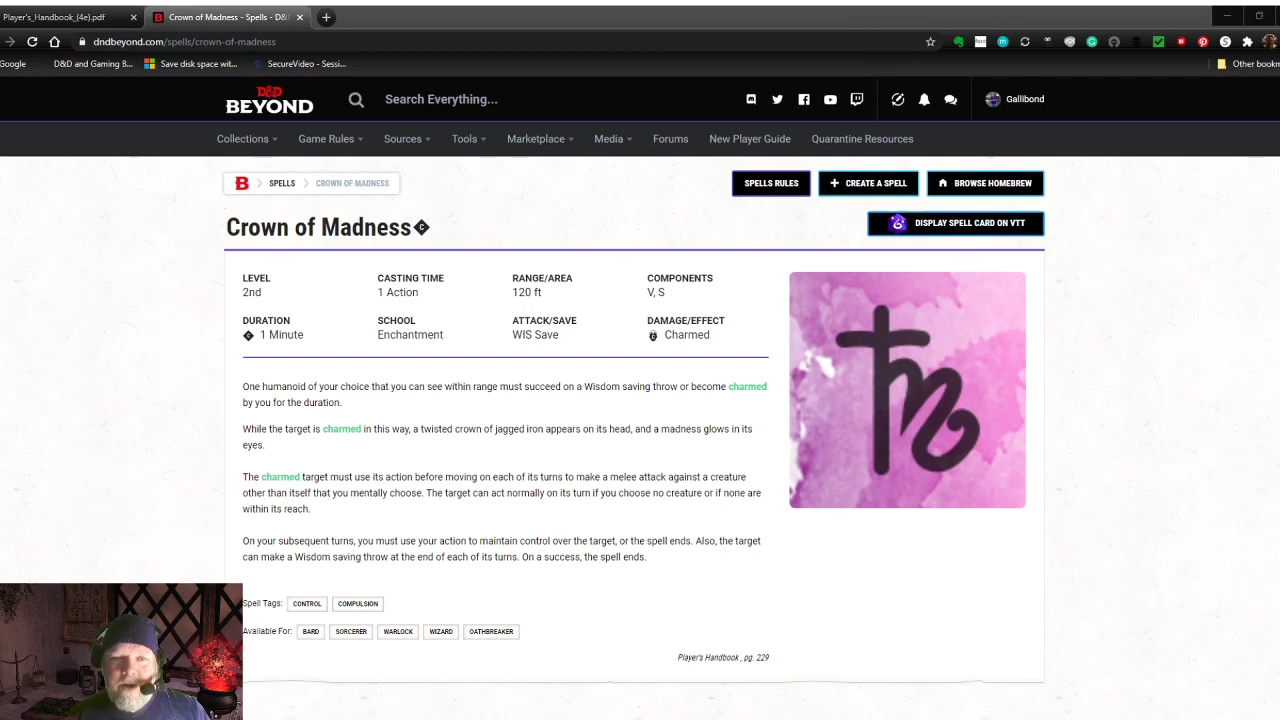 Player's_Handbook_(4e).pdf
Crown of Madness - Spells - D&
dndbeyond.com/spells/crown-of-madness
Google D&D and Gaming B... Save disk space wit... SecureVideo - Sessi... Other bookm
D&D BEYOND
Search Everything...
Gallibond
Collections Game Rules Sources Tools Marketplace Media Forums New Player Guide Quarantine Resources
B SPELLS CROWN OF MADNESS
SPELLS RULES CREATE A SPELL BROWSE HOMEBREW
Crown of Madness
DISPLAY SPELL CARD ON VTT
LEVEL CASTING TIME RANGE/AREA COMPONENTS
2nd 1 Action 120 ft V, S
DURATION SCHOOL ATTACK/SAVE DAMAGE/EFFECT
1 Minute Enchantment WIS Save Charmed
One humanoid of your choice that you can see within range must succeed on a Wisdom saving throw or become charmed
by you for the duration.
While the target is charmed in this way, a twisted crown of jagged iron appears on its head, and a madness glows in its
eyes.
The charmed target must use its action before moving on each of its turns to make a melee attack against a creature
other than itself that you mentally choose. The target can act normally on its turn if you choose no creature or if none are
within its reach.
On your subsequent turns, you must use your action to maintain control over the target, or the spell ends. Also, the target
can make a Wisdom saving throw at the end of each of its turns. On a success, the spell ends.
Spell Tags: CONTROL COMPULSION
Available For: BARD SORCERER WARLOCK WIZARD OATHBREAKER
Player's Handbook , pg. 229